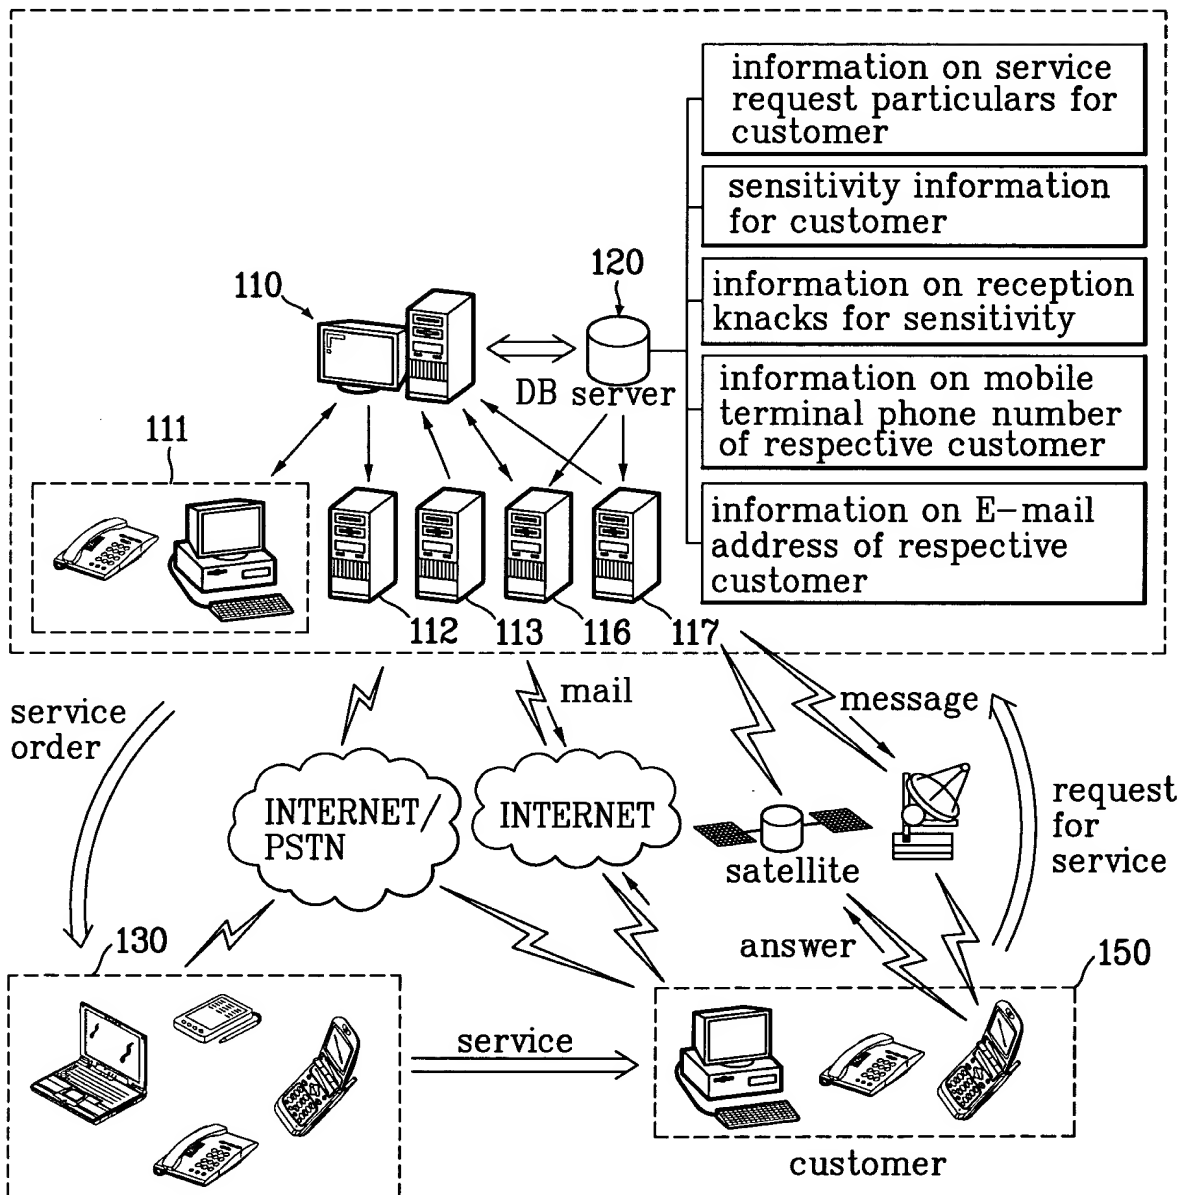 information on service
request particulars for
customer
sensitivity information
for customer
120
110
information on reception
knacks for sensitivity
DB server
information on mobile
terminal phone number
of respective customer
111
information on E-mail
address of respective
customer
112
113
116
117
service
order
mail
message
INTERNET/
PSTN
INTERNET
satellite
request
for
service
130
answer
150
service
customer